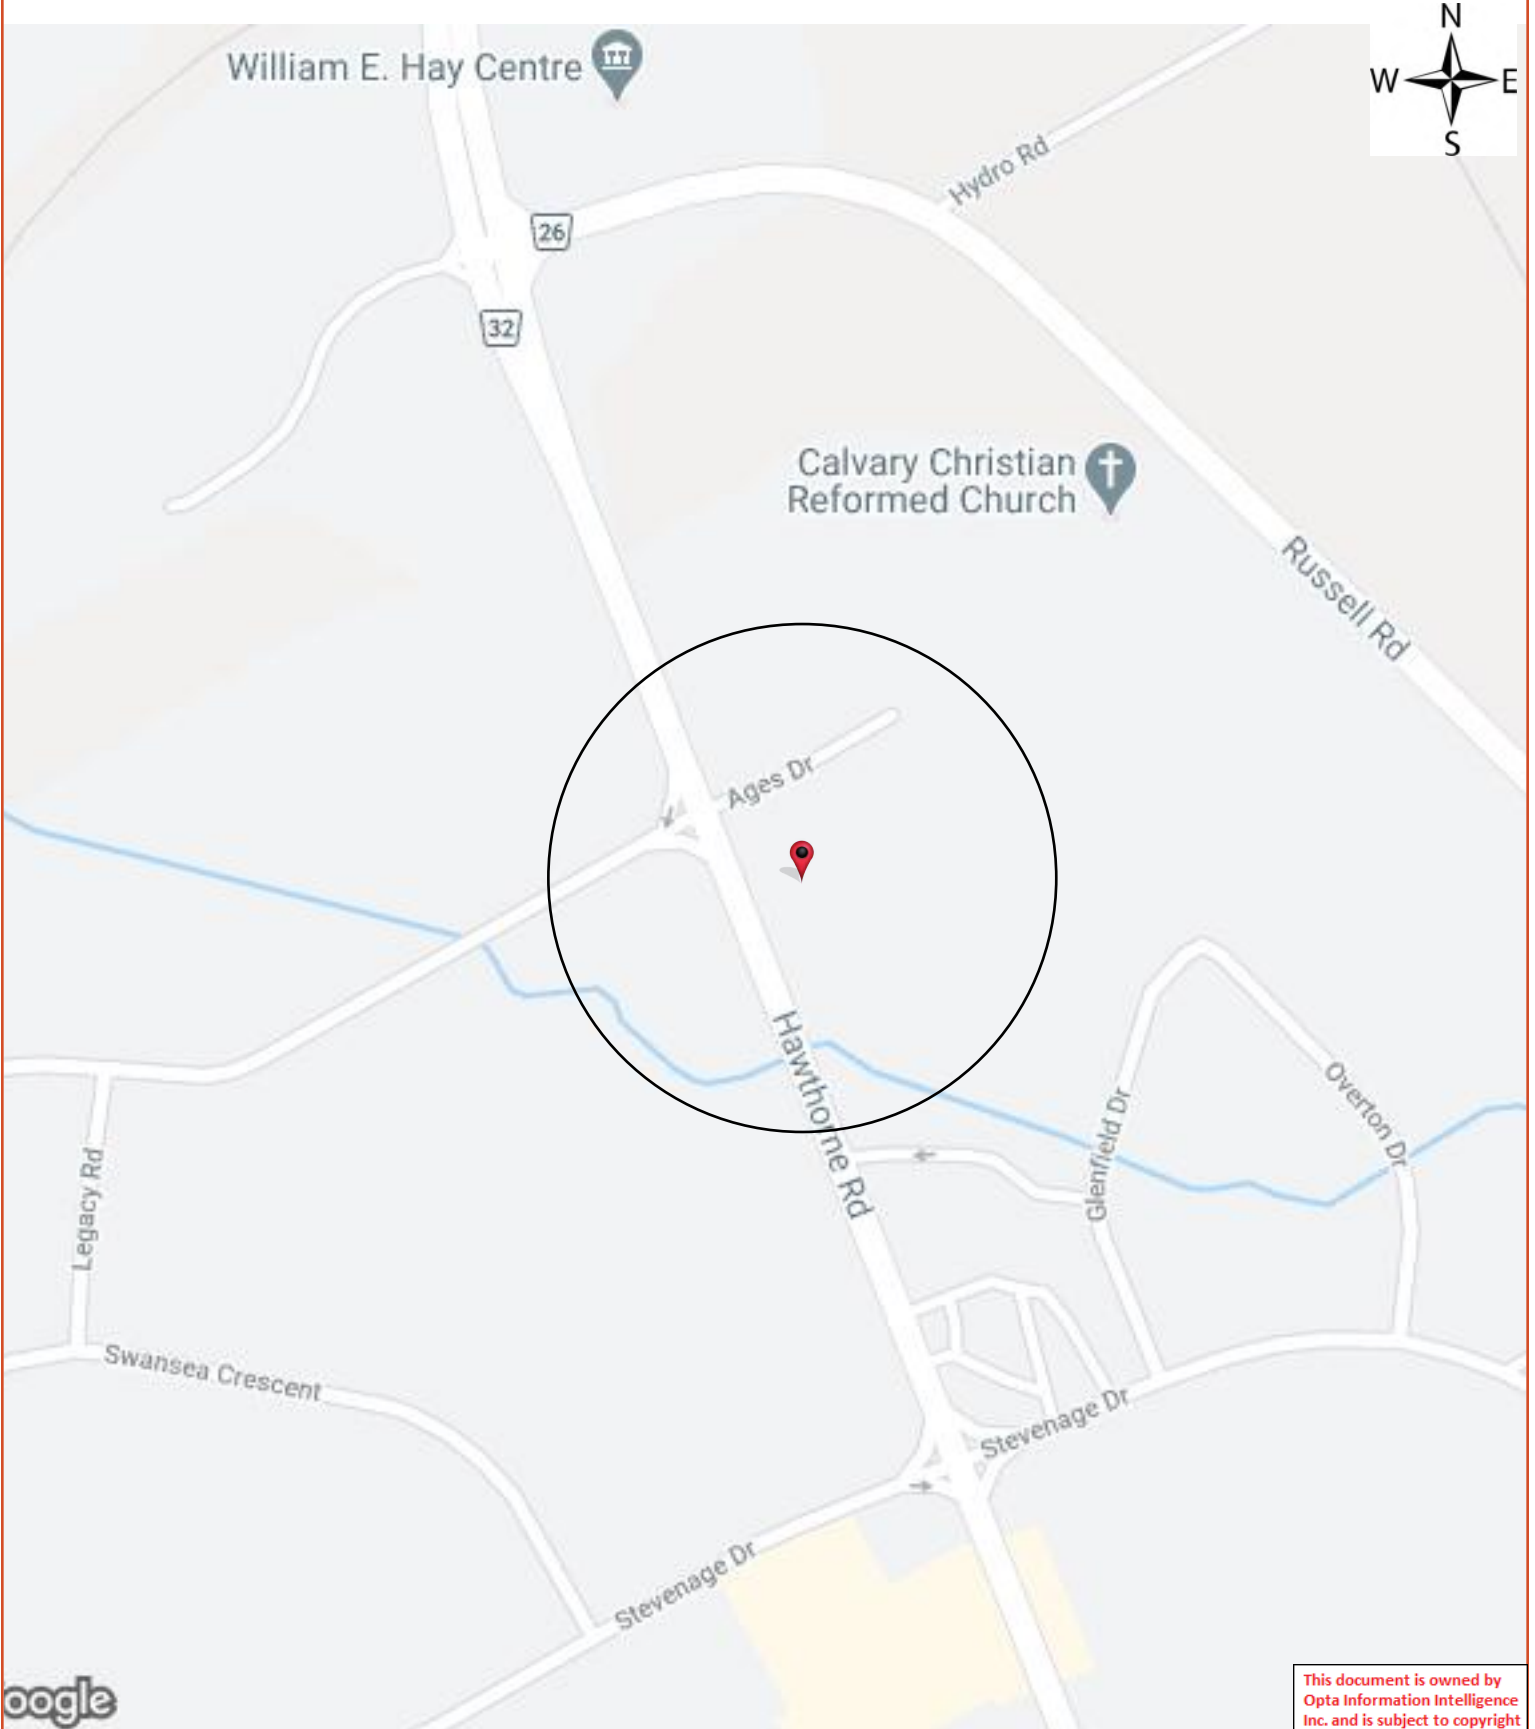 N
W E
S
William E. Hay Centre
Hydro Rd
26
32
Calvary Christian
Reformed Church
Russell Rd
Ages Dr
Hawthorne Rd
Overton Dr
Glenfield Dr
Legacy Rd
Swansea Crescent
Stevenage Dr
Stevenage Dr
oogle
This document is owned by
Opta Information Intelligence
Inc. and is subject to copyright